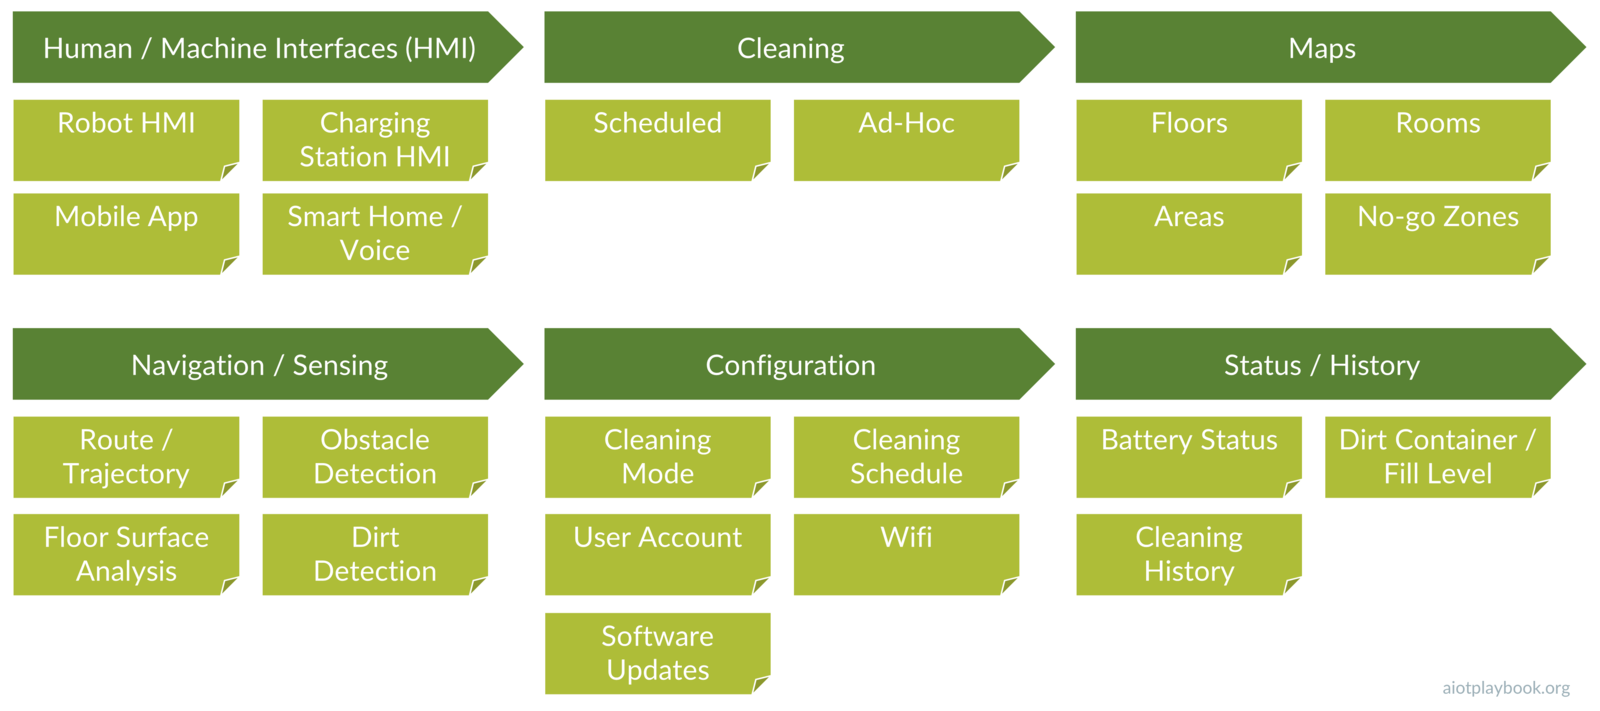 Human / Machine Interfaces (HMI)
Robot HMI
Charging
Station HMI
Mobile App
Smart Home /
Voice
Cleaning
Scheduled
Ad-Hoc
Maps
Floors
Rooms
Areas
No-go Zones
Navigation / Sensing
Route /
Trajectory
Obstacle
Detection
Floor Surface
Analysis
Dirt
Detection
Configuration
Cleaning
Mode
Cleaning
Schedule
User Account
Wifi
Software
Updates
Status / History
Battery Status
Dirt Container /
Fill Level
Cleaning
History
aiotplaybook.org